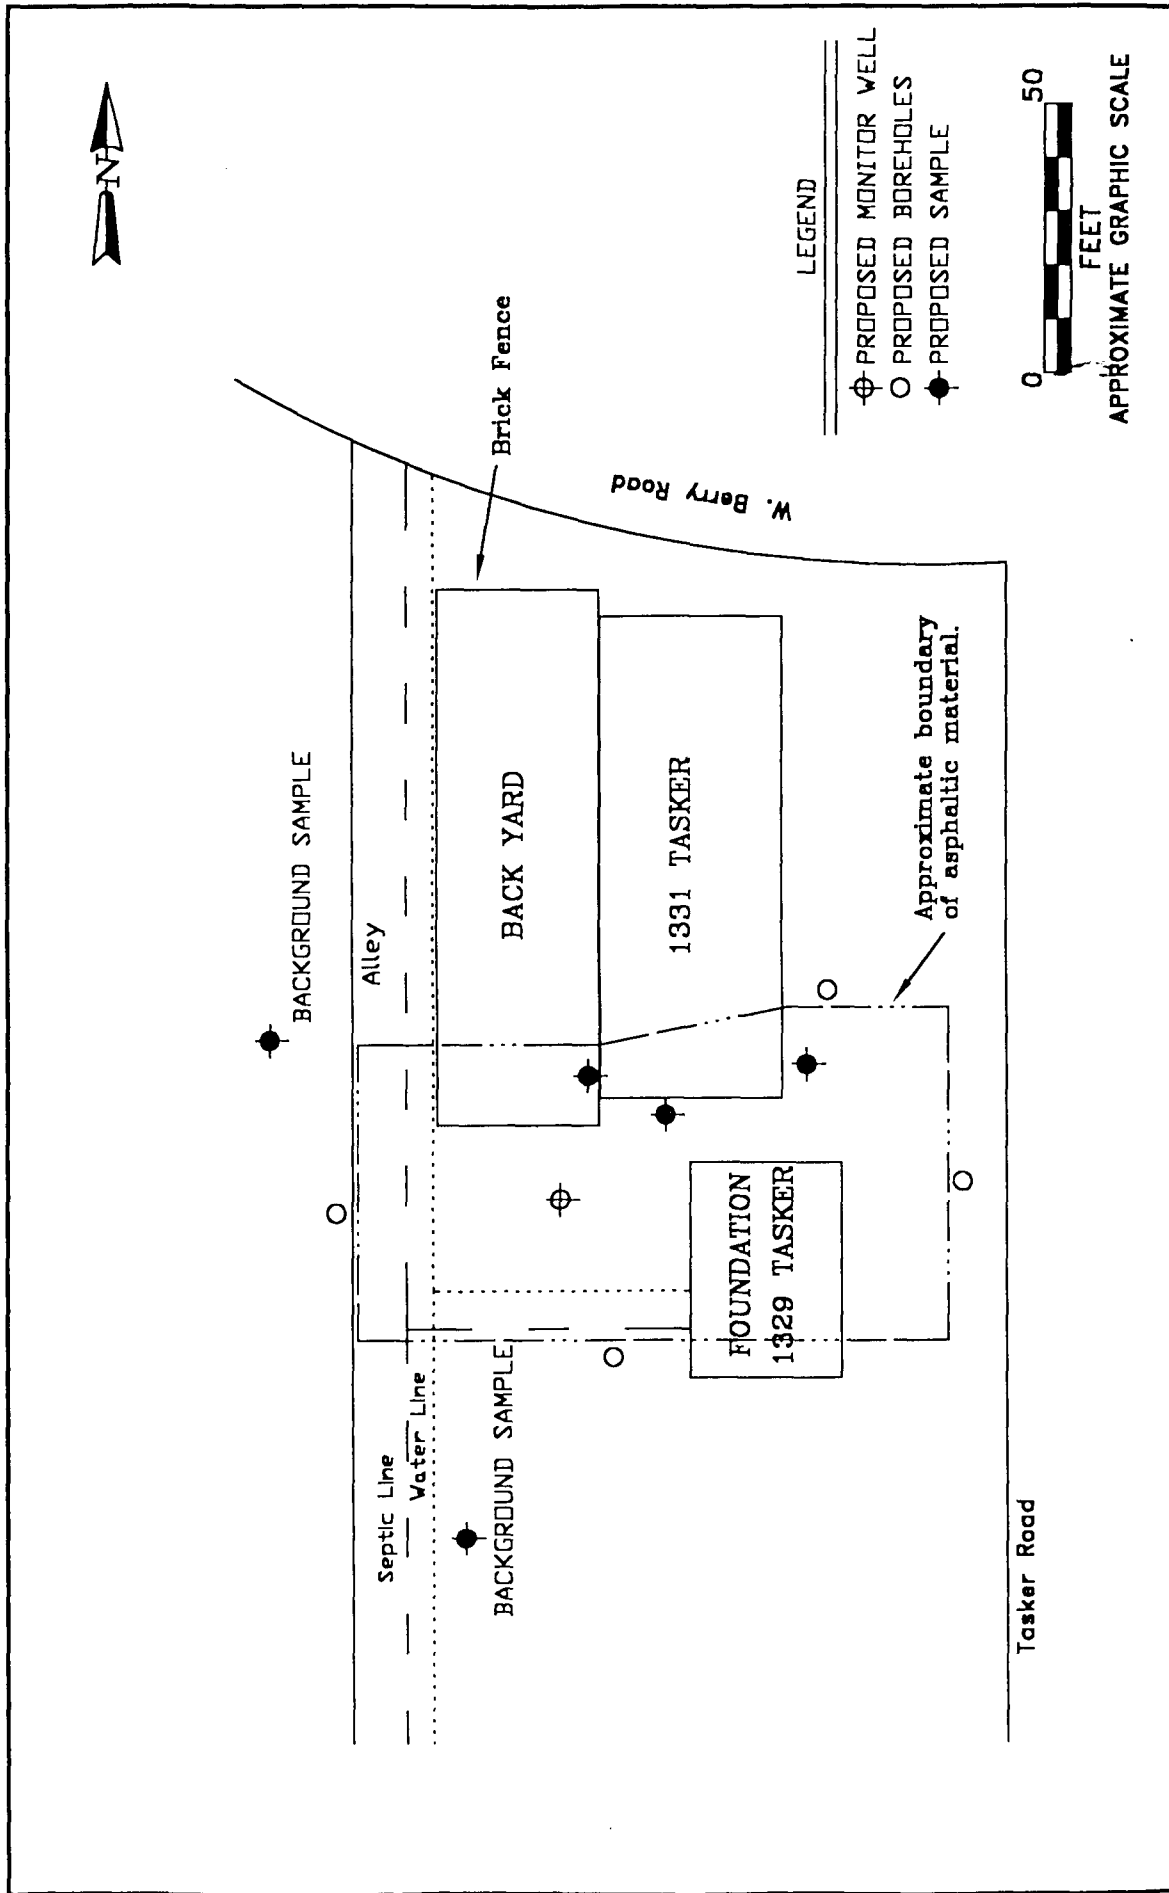 N
BACKGROUND SAMPLE
Alley
Septic Line
Water Line
BACKGROUND SAMPLE
BACK YARD
Brick Fence
1331 TASKER
FOUNDATION
1329 TASKER
W. Berry Road
Approximate boundary
of asphaltic material.
Tasker Road
LEGEND
PROPOSED MONITOR WELL
PROPOSED BOREHOLES
PROPOSED SAMPLE
0 50
FEET
APPROXIMATE GRAPHIC SCALE